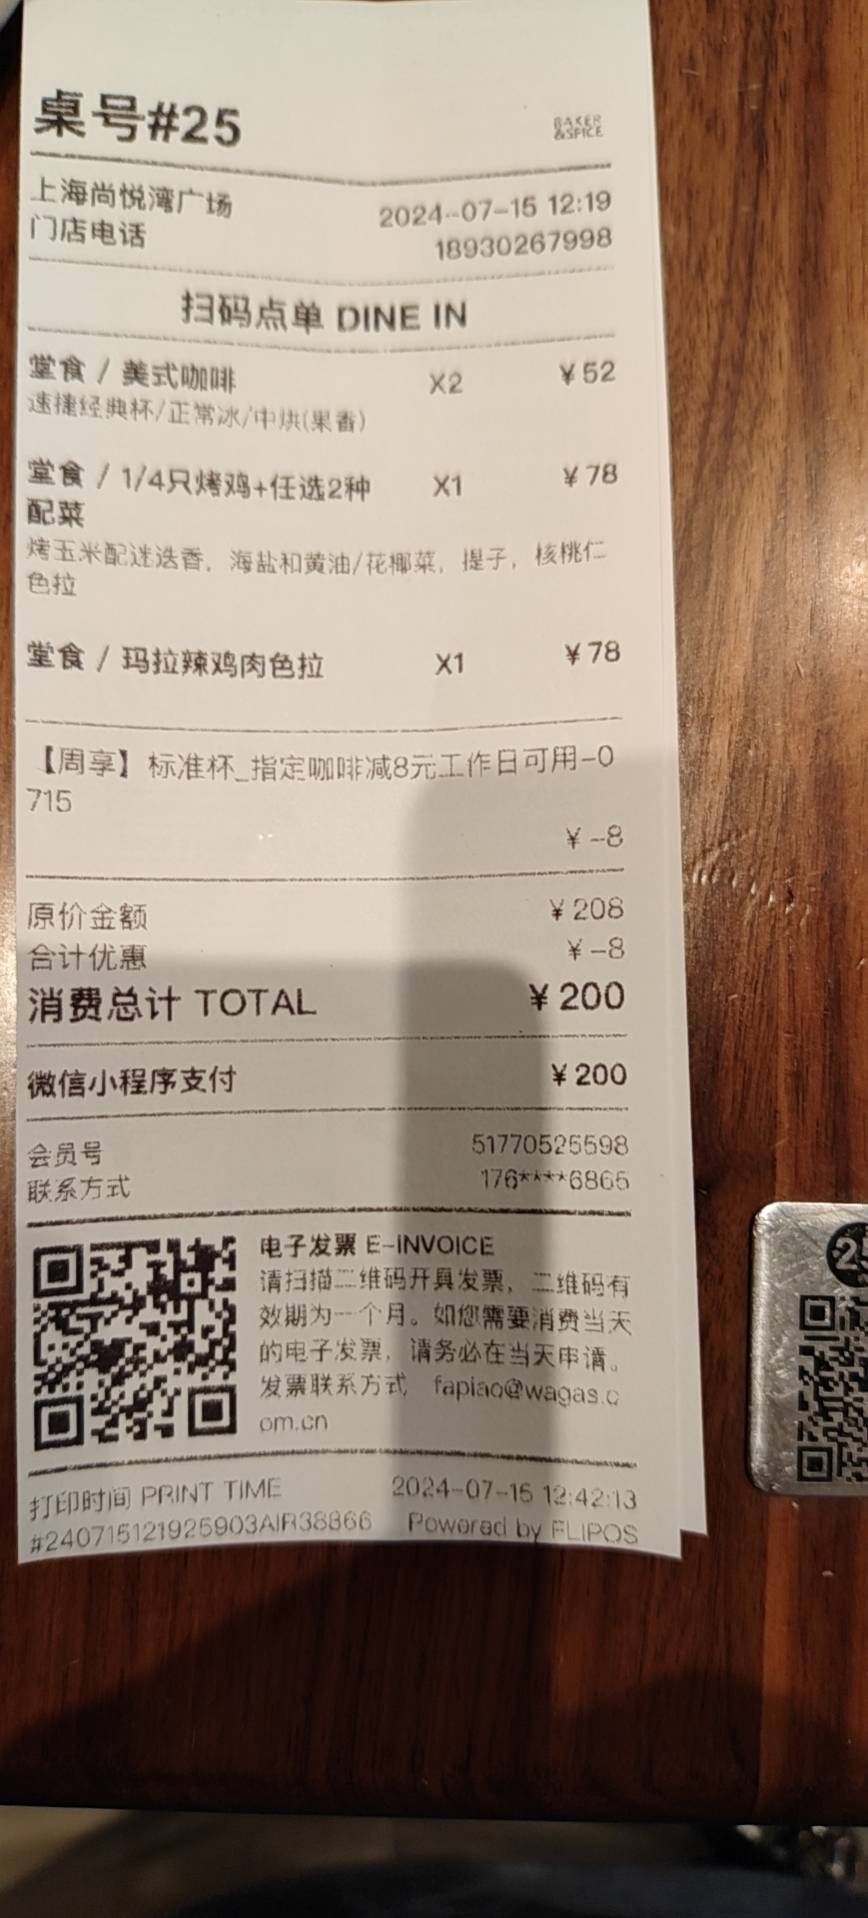 桌号#25
BAKER
&SPICE
上海尚悦湾广场
2024-07-15 12:19
门店电话
18930267998
扫码点单 DINE IN
堂食 / 美式咖啡 X2 ¥52
速捷经典杯/正常冰/中烘(果香)
堂食 / 1/4只烤鸡+任选2种 X1 ¥78
配菜
烤玉米配迷迭香，海盐和黄油/花椰菜，提子，核桃仁
色拉
堂食 / 玛拉辣鸡肉色拉 X1 ¥78
【周享】标准杯_指定咖啡减8元工作日可用-0
715
¥-8
原价金额 ¥208
合计优惠 ¥-8
消费总计 TOTAL ¥200
微信小程序支付 ¥200
会员号 51770525598
联系方式 176****6865
电子发票 E-INVOICE
请扫描二维码开具发票，二维码有
效期为一个月。如您需要消费当天
的电子发票，请务必在当天申请。
发票联系方式 fapiao@wagas.c
om.cn
打印时间 PRINT TIME 2024-07-15 12:42:13
#240715121925903AIR38866 Powered by FLIPOS